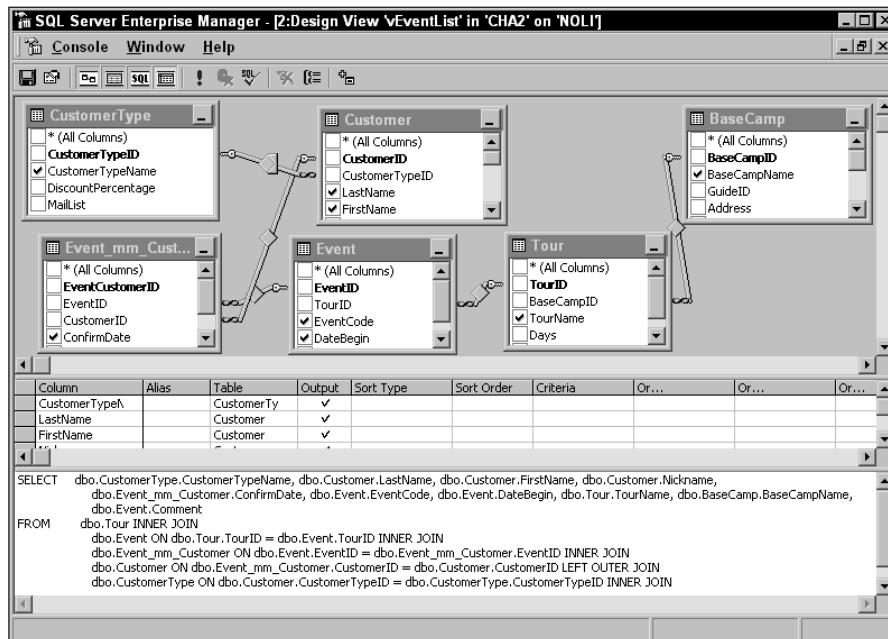 SQL Server Enterprise Manager - [2:Design View 'vEventList' in 'CHA2' on 'NOLI']
Console Window Help
SQL
SQL
CustomerType
* (All Columns)
CustomerTypeID
CustomerTypeName
DiscountPercentage
MailList
Customer
* (All Columns)
CustomerID
CustomerTypeID
LastName
FirstName
BaseCamp
* (All Columns)
BaseCampID
BaseCampName
GuideID
Address
Event_mm_Cust...
* (All Columns)
EventCustomerID
EventID
CustomerID
ConfirmDate
Event
* (All Columns)
EventID
TourID
EventCode
DateBegin
Tour
* (All Columns)
TourID
BaseCampID
TourName
Days
Column Alias Table Output Sort Type Sort Order Criteria Or... Or... Or...
CustomerTypeN CustomerTy
LastName Customer
FirstName Customer
SELECT dbo.CustomerType.CustomerTypeName, dbo.Customer.LastName, dbo.Customer.FirstName, dbo.Customer.Nickname,
dbo.Event_mm_Customer.ConfirmDate, dbo.Event.EventCode, dbo.Event.DateBegin, dbo.Tour.TourName, dbo.BaseCamp.BaseCampName,
dbo.Event.Comment
FROM dbo.Tour INNER JOIN
dbo.Event ON dbo.Tour.TourID = dbo.Event.TourID INNER JOIN
dbo.Event_mm_Customer ON dbo.Event.EventID = dbo.Event_mm_Customer.EventID INNER JOIN
dbo.Customer ON dbo.Event_mm_Customer.CustomerID = dbo.Customer.CustomerID LEFT OUTER JOIN
dbo.CustomerType ON dbo.Customer.CustomerTypeID = dbo.CustomerType.CustomerTypeID INNER JOIN